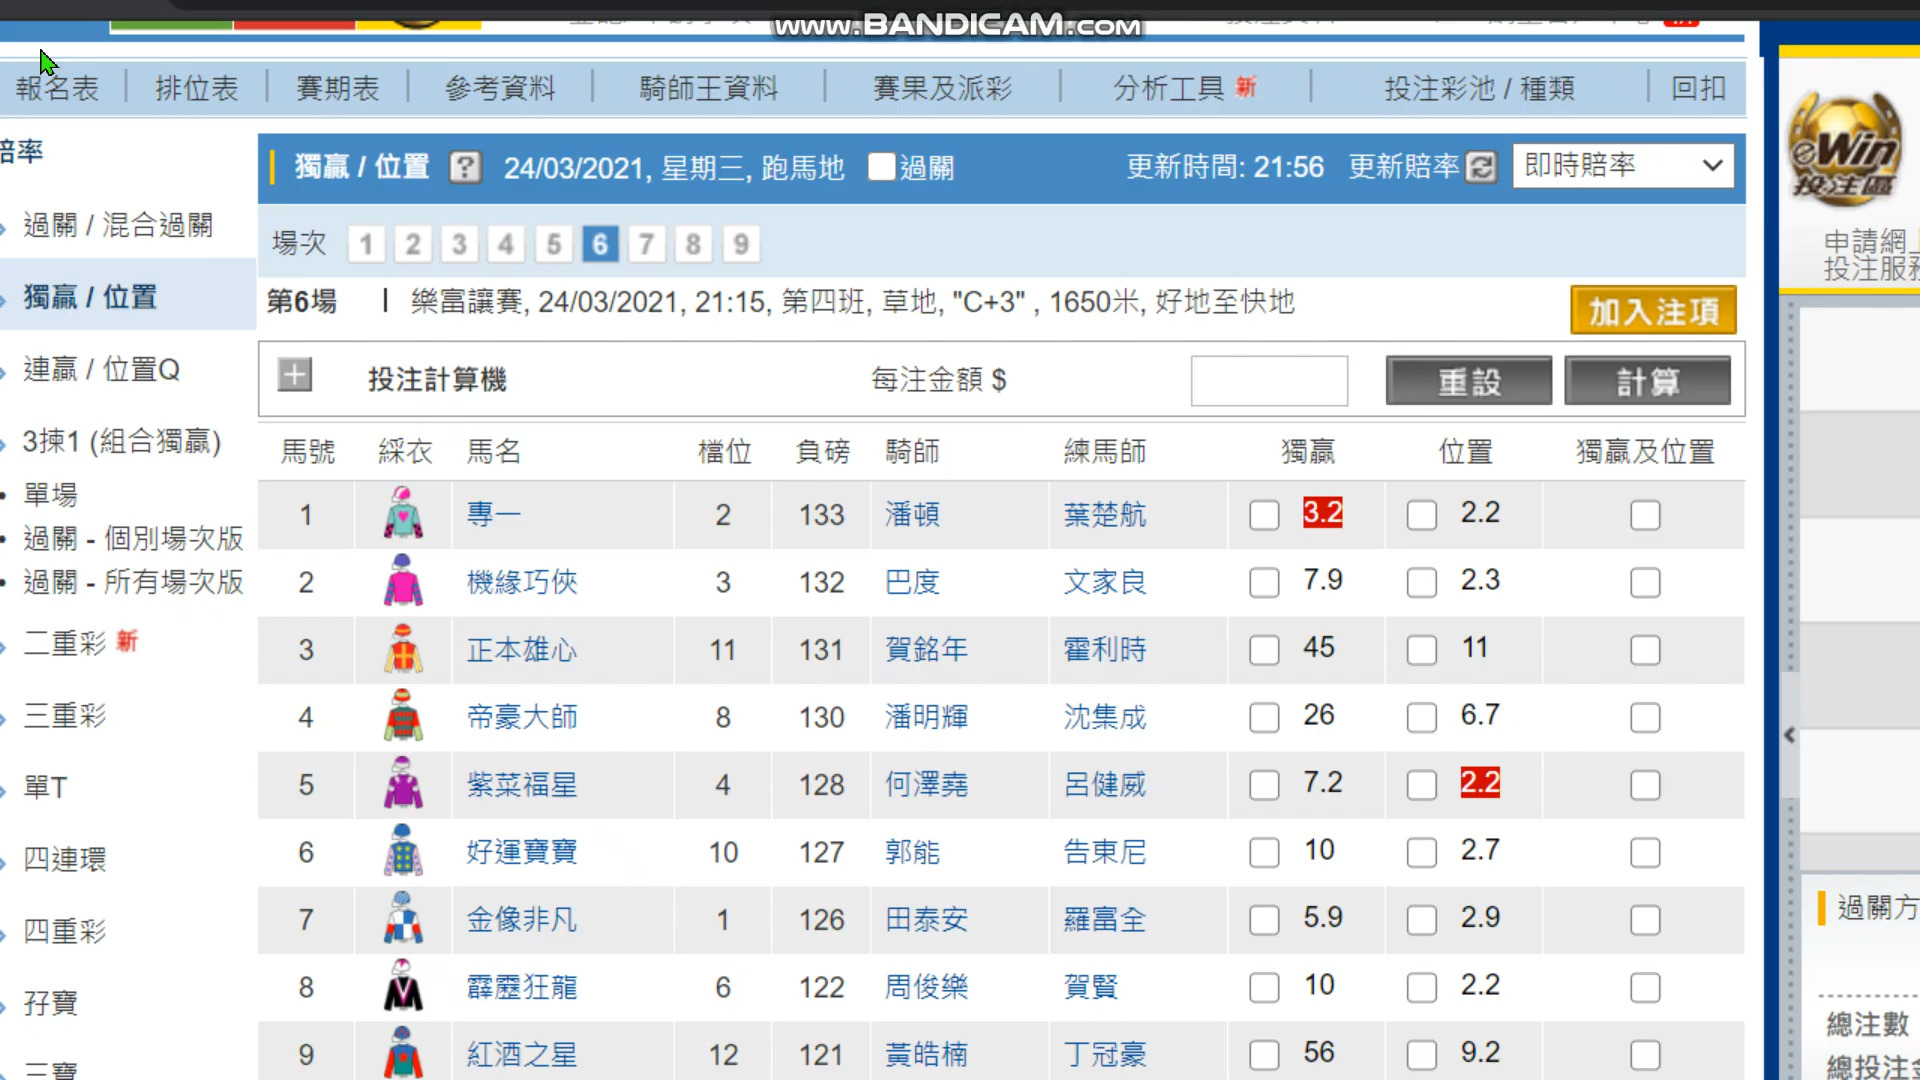 www.BANDICAM.com
報名表 排位表 賽期表 參考資料 騎師王資料 賽果及派彩 分析工具 新 投注彩池 / 種類 回扣
賠率
過關 / 混合過關
獨贏 / 位置
連贏 / 位置Q
3揀1 (組合獨贏)
單場
過關 - 個別場次版
過關 - 所有場次版
二重彩 新
三重彩
單T
四連環
四重彩
孖寶
三寶
獨贏 / 位置 ? 24/03/2021, 星期三, 跑馬地 過關 更新時間: 21:56 更新賠率 即時賠率
場次 1 2 3 4 5 6 7 8 9
第6場 | 樂富讓賽, 24/03/2021, 21:15, 第四班, 草地, "C+3" , 1650米, 好地至快地 加入注項
投注計算機 每注金額 $ 重設 計算
馬號 綵衣 馬名 檔位 負磅 騎師 練馬師 獨贏 位置 獨贏及位置
1 專一 2 133 潘頓 葉楚航 3.2 2.2
2 機緣巧俠 3 132 巴度 文家良 7.9 2.3
3 正本雄心 11 131 賀銘年 霍利時 45 11
4 帝豪大師 8 130 潘明輝 沈集成 26 6.7
5 紫菜福星 4 128 何澤堯 呂健威 7.2 2.2
6 好運寶寶 10 127 郭能 告東尼 10 2.7
7 金像非凡 1 126 田泰安 羅富全 5.9 2.9
8 霹靂狂龍 6 122 周俊樂 賀賢 10 2.2
9 紅酒之星 12 121 黃皓楠 丁冠豪 56 9.2
eWin
投注區
申請網上
投注服務
過關方
總注數
總投注金